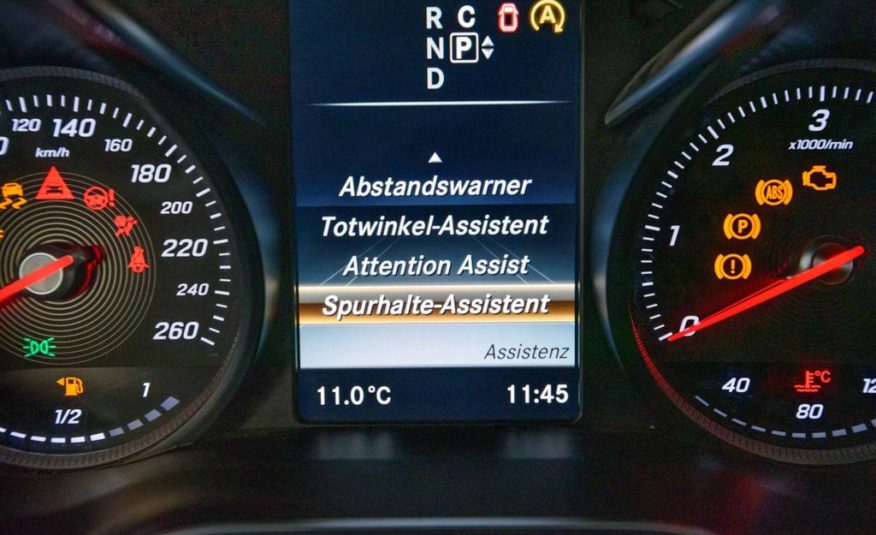 R C A
N P
D
Abstandswarner
Totwinkel-Assistent
Attention Assist
Spurhalte-Assistent
Assistenz
11.0°C 11:45
120 140 160 180 200 220 240 260
km/h
1/2 1
0 1 2 3
x1000/min
ABS
P
40 80
°C